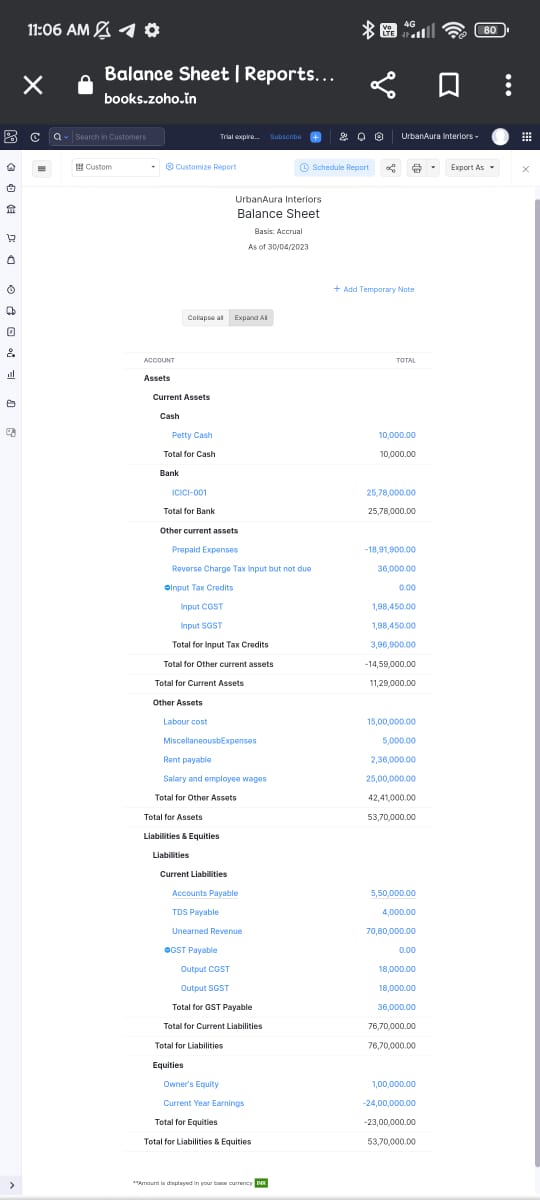 11:06 AM
Vo LTE 4G 60
Balance Sheet | Reports...
books.zoho.in
Search in Customers Trial expire... Subscribe UrbanAura Interiors
Custom Customize Report Schedule Report Export As
UrbanAura Interiors
Balance Sheet
Basis: Accrual
As of 30/04/2023
+ Add Temporary Note
Collapse all Expand All
ACCOUNT TOTAL
Assets
Current Assets
Cash
Petty Cash 10,000.00
Total for Cash 10,000.00
Bank
ICICI-001 25,78,000.00
Total for Bank 25,78,000.00
Other current assets
Prepaid Expenses -18,91,900.00
Reverse Charge Tax Input but not due 36,000.00
Input Tax Credits 0.00
Input CGST 1,98,450.00
Input SGST 1,98,450.00
Total for Input Tax Credits 3,96,900.00
Total for Other current assets -14,59,000.00
Total for Current Assets 11,29,000.00
Other Assets
Labour cost 15,00,000.00
MiscellaneousbExpenses 5,000.00
Rent payable 2,36,000.00
Salary and employee wages 25,00,000.00
Total for Other Assets 42,41,000.00
Total for Assets 53,70,000.00
Liabilities & Equities
Liabilities
Current Liabilities
Accounts Payable 5,50,000.00
TDS Payable 4,000.00
Unearned Revenue 70,80,000.00
GST Payable 0.00
Output CGST 18,000.00
Output SGST 18,000.00
Total for GST Payable 36,000.00
Total for Current Liabilities 76,70,000.00
Total for Liabilities 76,70,000.00
Equities
Owner's Equity 1,00,000.00
Current Year Earnings -24,00,000.00
Total for Equities -23,00,000.00
Total for Liabilities & Equities 53,70,000.00
**Amount is displayed in your base currency INR